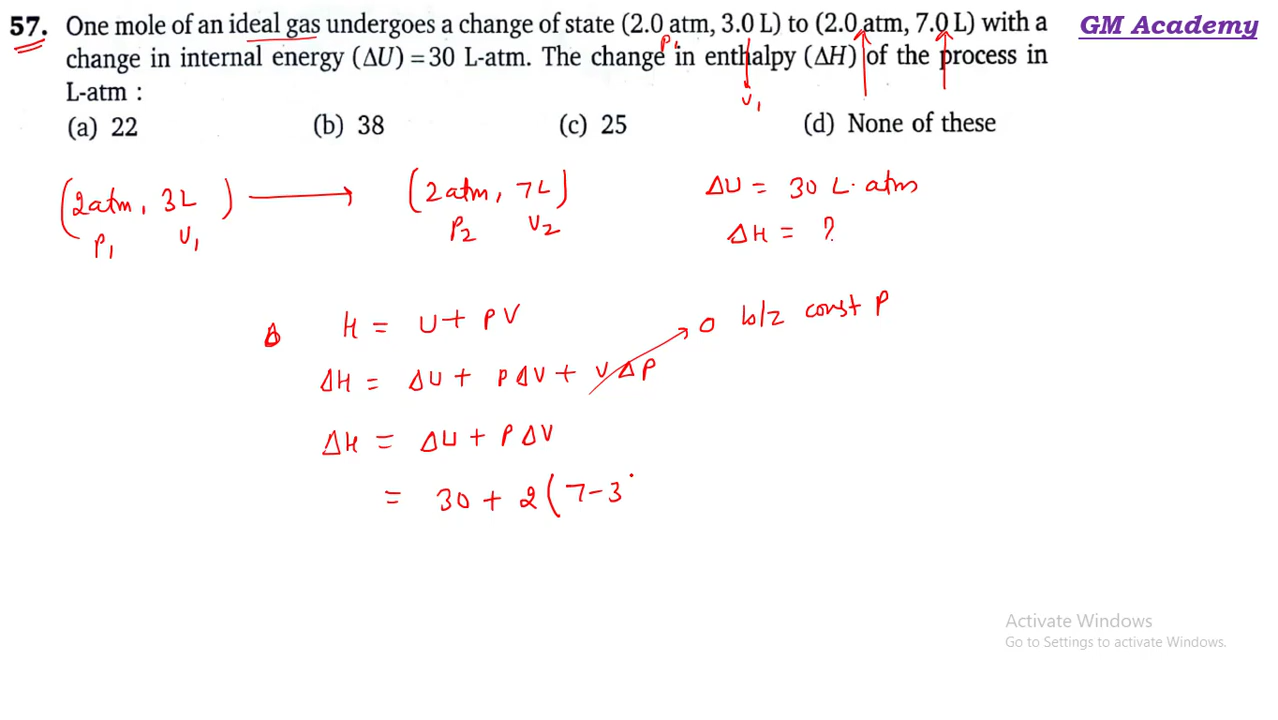 57. One mole of an ideal gas undergoes a change of state (2.0 atm, 3.0 L) to (2.0 atm, 7.0 L) with a
GM Academy
P₁
change in internal energy (ΔU) = 30 L-atm. The change in enthalpy (ΔH) of the process in
L-atm :
V₁
(a) 22 (b) 38 (c) 25 (d) None of these
(2atm, 3L) → (2atm, 7L) ΔU = 30 L·atm
P₁ V₁ P₂ V₂ ΔH = ?
Δ H = U + PV
0 b/z const P
ΔH = ΔU + PΔV + VΔP
ΔH = ΔU + PΔV
= 30 + 2(7-3
Activate Windows
Go to Settings to activate Windows.